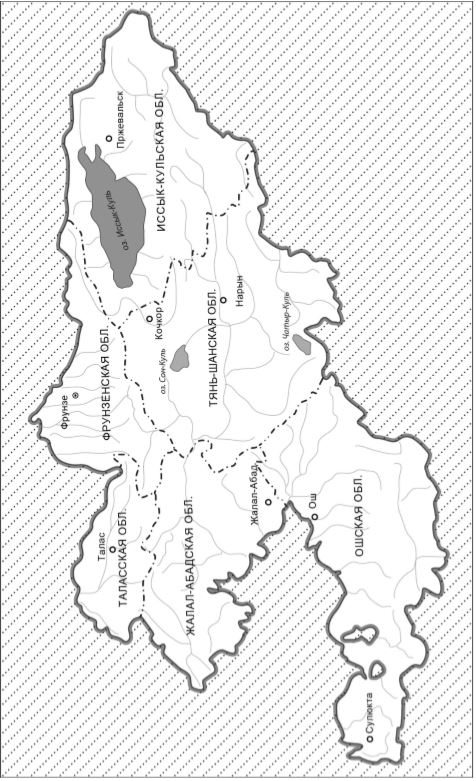 Фрунзе
ФРУНЗЕНСКАЯ ОБЛ.
Талас
ТАЛАССКАЯ ОБЛ.
оз. Иссык-Куль
Пржевальск
ИССЫК-КУЛЬСКАЯ ОБЛ.
Кочкор
оз. Сон-Куль
ТЯНЬ-ШАНСКАЯ ОБЛ.
Нарын
оз. Чатыр-Куль
ЖАЛАЛ-АБАДСКАЯ ОБЛ.
Жалал-Абад
Ош
ОШСКАЯ ОБЛ.
Сулюкта